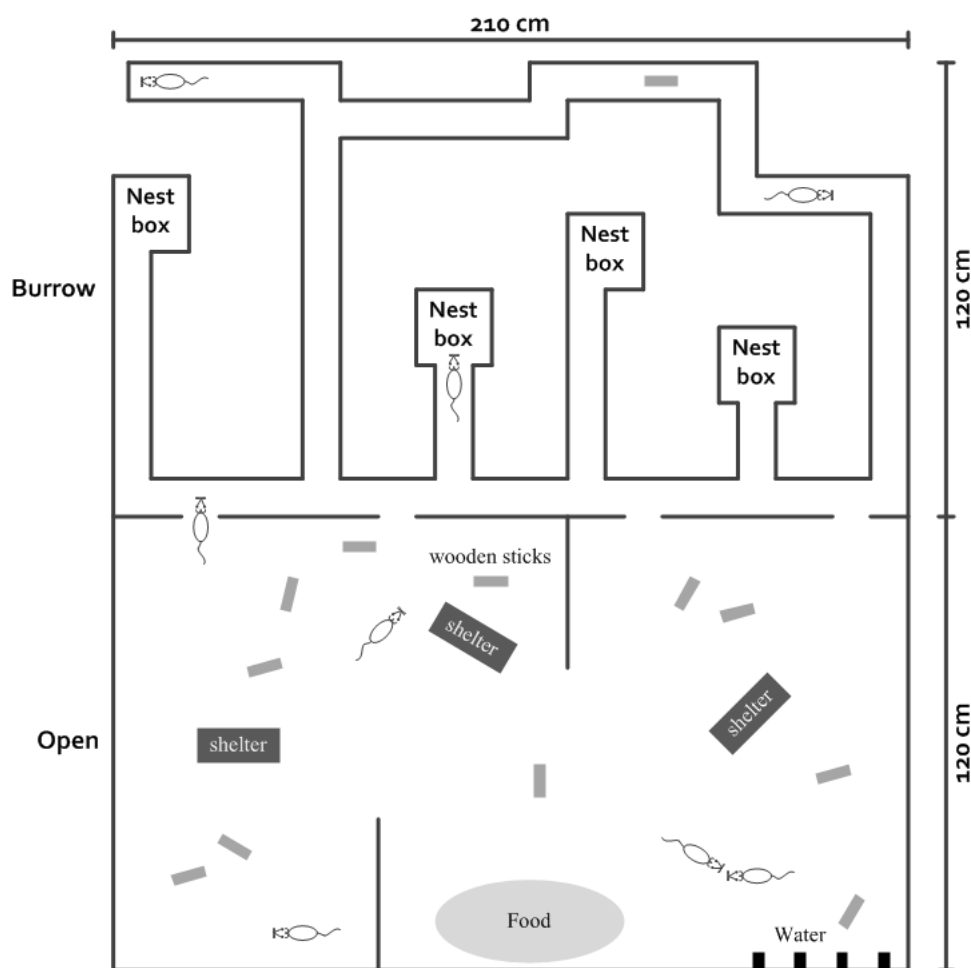 210 cm
Nest
box
Nest
box
Nest
box
Nest
box
Burrow
120 cm
wooden sticks
shelter
shelter
shelter
Open
120 cm
Food
Water